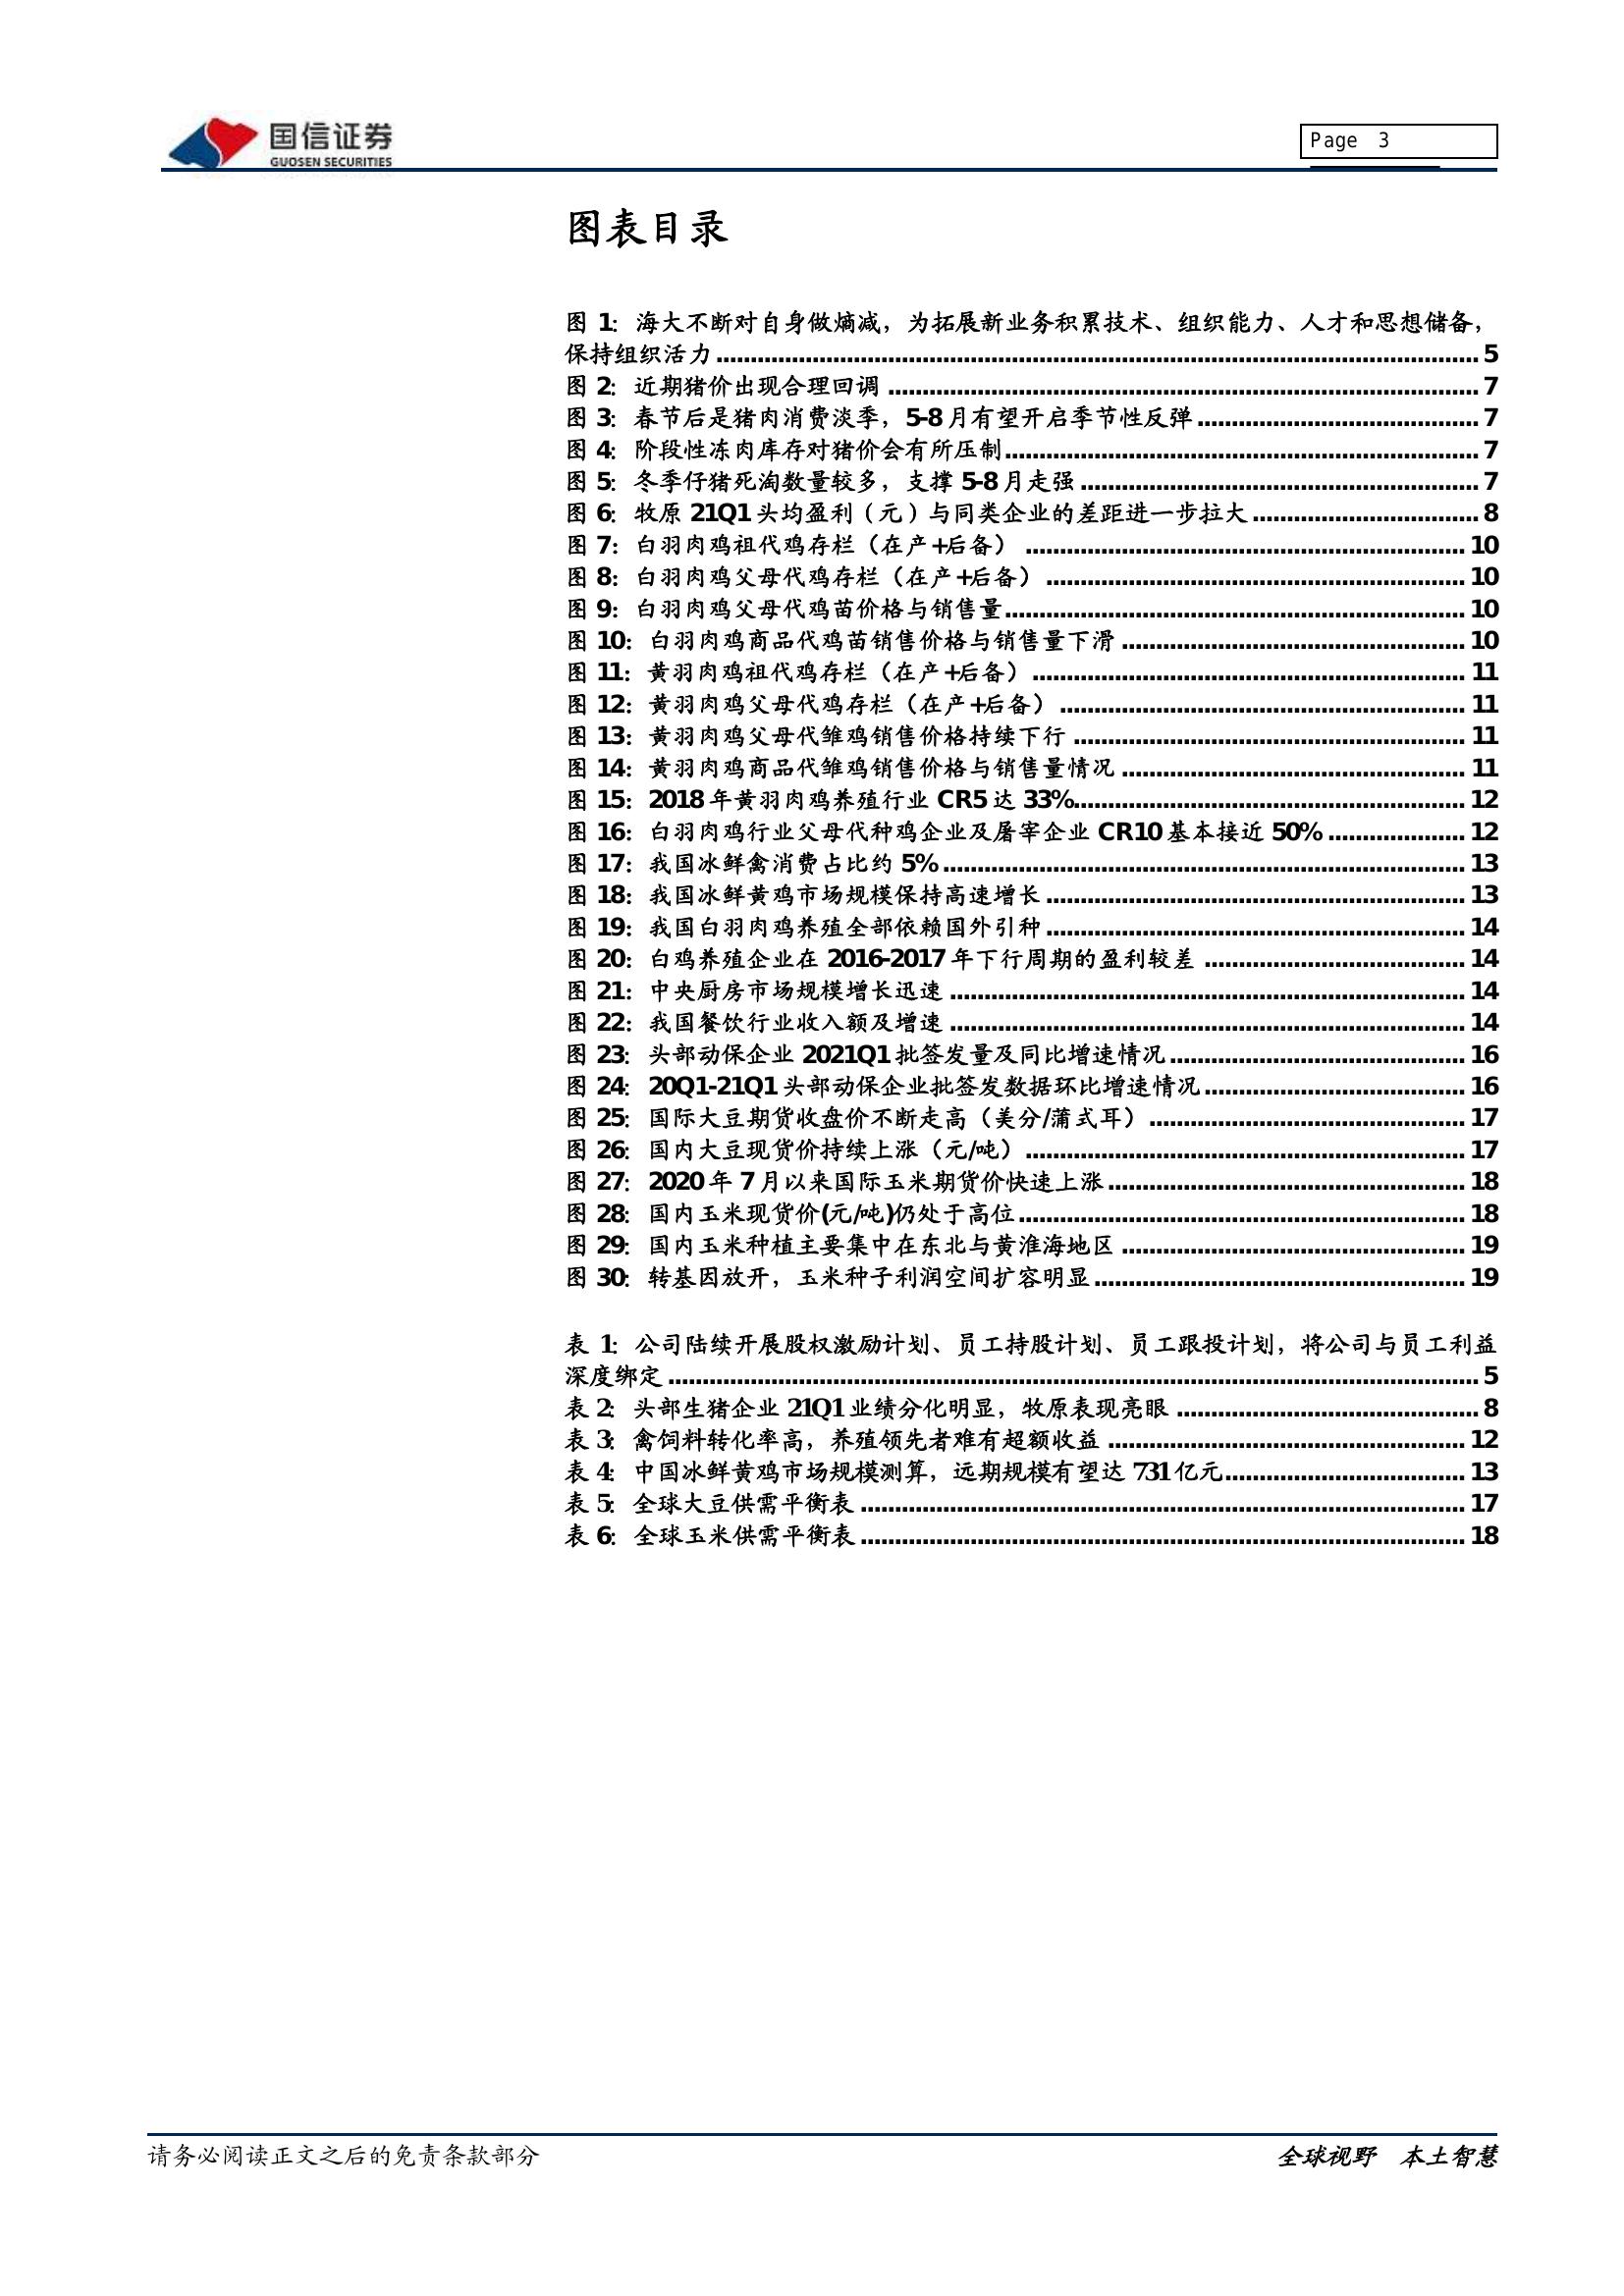 国信证券
GUOSEN SECURITIES
Page 3
图表目录
图 1：海大不断对自身做熵减，为拓展新业务积累技术、组织能力、人才和思想储备，
保持组织活力 ........ 5
图 2：近期猪价出现合理回调 ........ 7
图 3：春节后是猪肉消费淡季，5-8 月有望开启季节性反弹 ........ 7
图 4：阶段性冻肉库存对猪价会有所压制 ........ 7
图 5：冬季仔猪死淘数量较多，支撑 5-8 月走强 ........ 7
图 6：牧原 21Q1 头均盈利（元）与同类企业的差距进一步拉大 ........ 8
图 7：白羽肉鸡祖代鸡存栏（在产+后备） ........ 10
图 8：白羽肉鸡父母代鸡存栏（在产+后备） ........ 10
图 9：白羽肉鸡父母代鸡苗价格与销售量 ........ 10
图 10：白羽肉鸡商品代鸡苗销售价格与销售量下滑 ........ 10
图 11：黄羽肉鸡祖代鸡存栏（在产+后备） ........ 11
图 12：黄羽肉鸡父母代鸡存栏（在产+后备） ........ 11
图 13：黄羽肉鸡父母代雏鸡销售价格持续下行 ........ 11
图 14：黄羽肉鸡商品代雏鸡销售价格与销售量情况 ........ 11
图 15：2018 年黄羽肉鸡养殖行业 CR5 达 33% ........ 12
图 16：白羽肉鸡行业父母代种鸡企业及屠宰企业 CR10 基本接近 50% ........ 12
图 17：我国冰鲜禽消费占比约 5% ........ 13
图 18：我国冰鲜黄鸡市场规模保持高速增长 ........ 13
图 19：我国白羽肉鸡养殖全部依赖国外引种 ........ 14
图 20：白鸡养殖企业在 2016-2017 年下行周期的盈利较差 ........ 14
图 21：中央厨房市场规模增长迅速 ........ 14
图 22：我国餐饮行业收入额及增速 ........ 14
图 23：头部动保企业 2021Q1 批签发量及同比增速情况 ........ 16
图 24：20Q1-21Q1 头部动保企业批签发数据环比增速情况 ........ 16
图 25：国际大豆期货收盘价不断走高（美分/蒲式耳） ........ 17
图 26：国内大豆现货价持续上涨（元/吨） ........ 17
图 27：2020 年 7 月以来国际玉米期货价快速上涨 ........ 18
图 28：国内玉米现货价(元/吨)仍处于高位 ........ 18
图 29：国内玉米种植主要集中在东北与黄淮海地区 ........ 19
图 30：转基因放开，玉米种子利润空间扩容明显 ........ 19
表 1：公司陆续开展股权激励计划、员工持股计划、员工跟投计划，将公司与员工利益
深度绑定 ........ 5
表 2：头部生猪企业 21Q1 业绩分化明显，牧原表现亮眼 ........ 8
表 3：禽饲料转化率高，养殖领先者难有超额收益 ........ 12
表 4：中国冰鲜黄鸡市场规模测算，远期规模有望达 731 亿元 ........ 13
表 5：全球大豆供需平衡表 ........ 17
表 6：全球玉米供需平衡表 ........ 18
请务必阅读正文之后的免责条款部分
全球视野 本土智慧